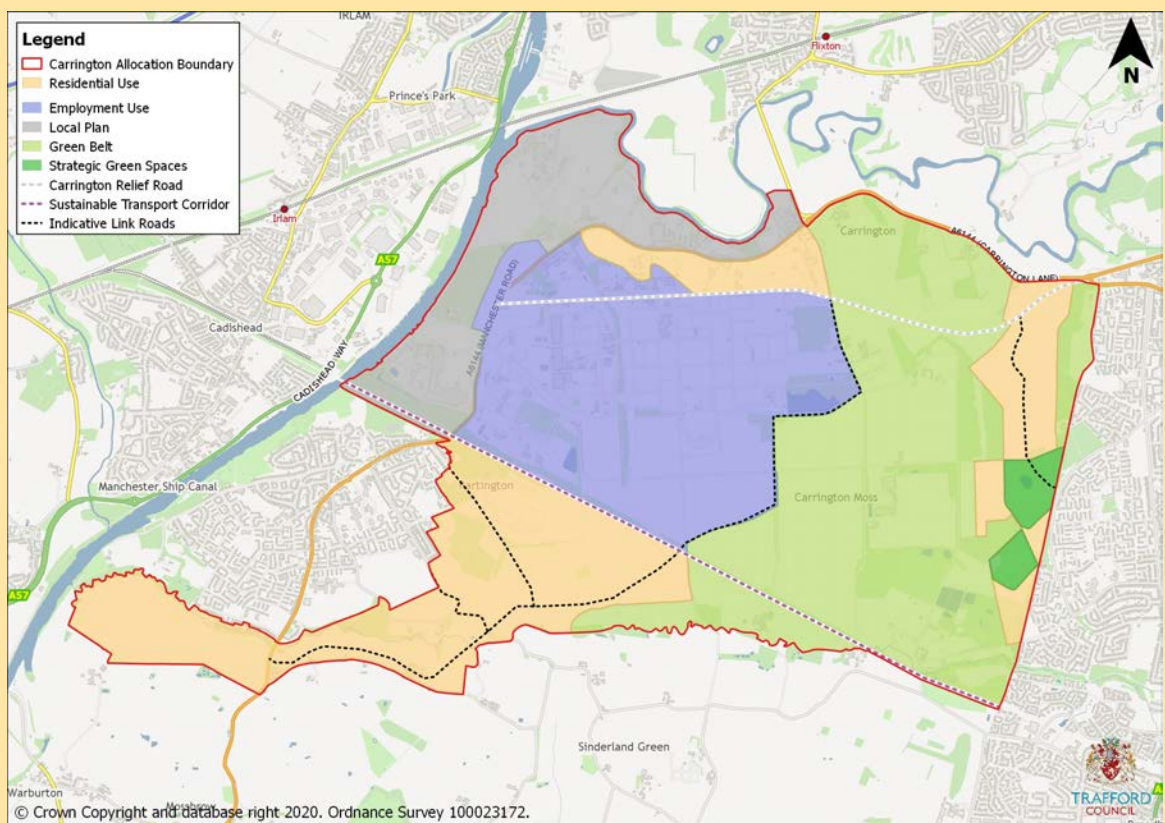 Legend
Carrington Allocation Boundary
Residential Use
Employment Use
Local Plan
Green Belt
Strategic Green Spaces
Carrington Relief Road
Sustainable Transport Corridor
Indicative Link Roads
IRLAM
Flixton
N
Prince's Park
Irlam
A57
Carrington
A6144 (CARRINGTON LANE)
A6144 (MANCHESTER ROAD)
Cadishead
CADISHEAD WAY
Manchester Ship Canal
Partington
Carrington Moss
A57
Sinderland Green
Warburton
Mossbrow
TRAFFORD
COUNCIL
© Crown Copyright and database right 2020. Ordnance Survey 100023172.